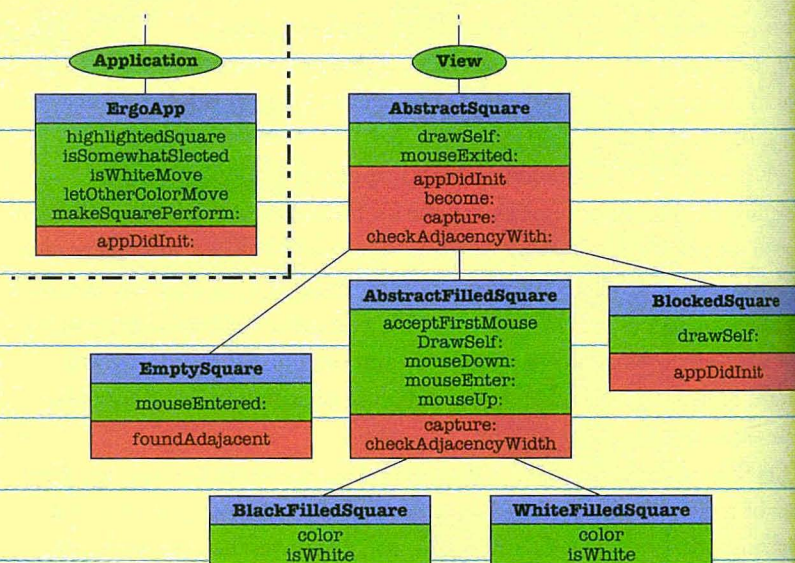 Application
ErgoApp
highlightedSquare
isSomewhatSlected
isWhiteMove
letOtherColorMove
makeSquarePerform:
appDidInit:
View
AbstractSquare
drawSelf:
mouseExited:
appDidInit
become:
capture:
checkAdjacencyWith:
EmptySquare
mouseEntered:
foundAdajacent
AbstractFilledSquare
acceptFirstMouse
DrawSelf:
mouseDown:
mouseEnter:
mouseUp:
capture:
checkAdjacencyWidth
BlockedSquare
drawSelf:
appDidInit
BlackFilledSquare
color
isWhite
WhiteFilledSquare
color
isWhite